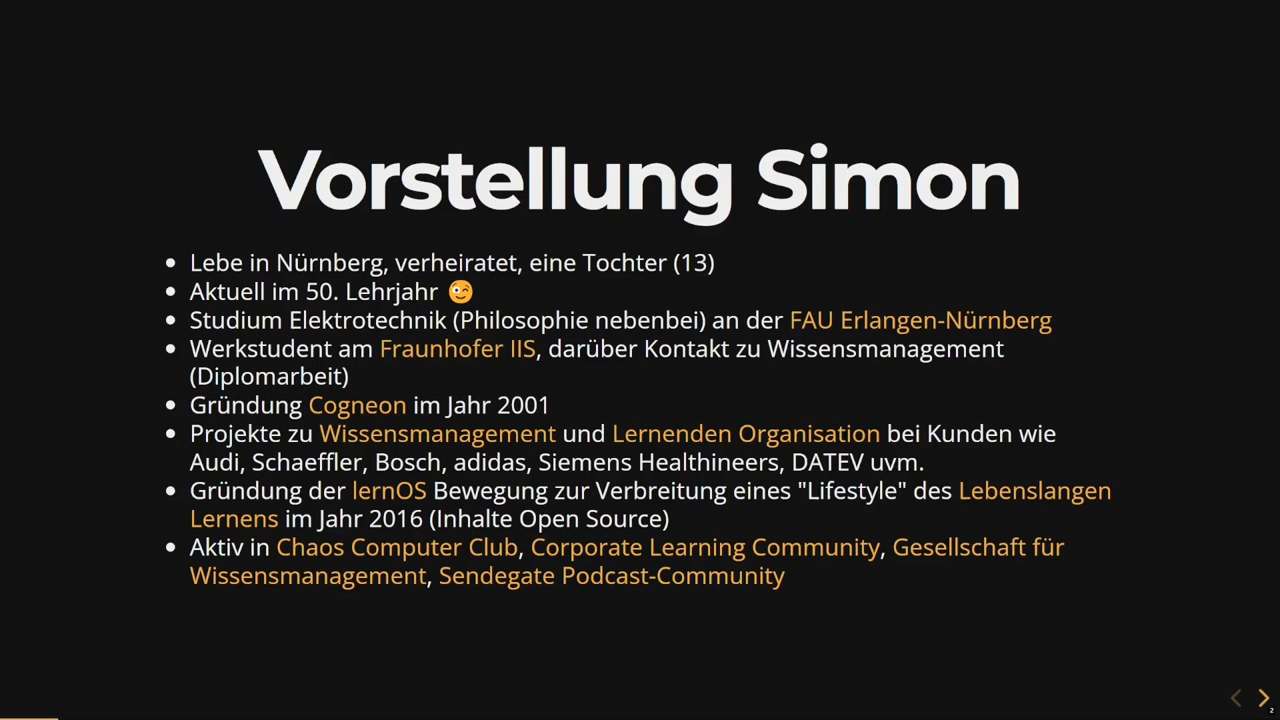 Vorstellung Simon
• Lebe in Nürnberg, verheiratet, eine Tochter (13)
• Aktuell im 50. Lehrjahr 😉
• Studium Elektrotechnik (Philosophie nebenbei) an der FAU Erlangen-Nürnberg
• Werkstudent am Fraunhofer IIS, darüber Kontakt zu Wissensmanagement
(Diplomarbeit)
• Gründung Cogneon im Jahr 2001
• Projekte zu Wissensmanagement und Lernenden Organisation bei Kunden wie
Audi, Schaeffler, Bosch, adidas, Siemens Healthineers, DATEV uvm.
• Gründung der lernOS Bewegung zur Verbreitung eines "Lifestyle" des Lebenslangen
Lernens im Jahr 2016 (Inhalte Open Source)
• Aktiv in Chaos Computer Club, Corporate Learning Community, Gesellschaft für
Wissensmanagement, Sendegate Podcast-Community
2